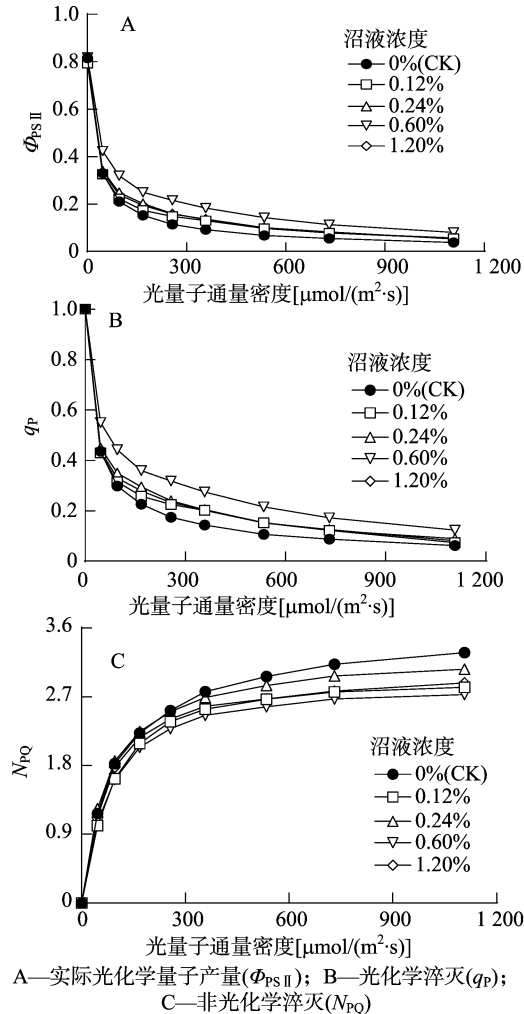 A
沼液浓度
0%(CK)
0.12%
0.24%
0.60%
1.20%
ΦPSⅡ
1.0
0.8
0.6
0.4
0.2
0
0 300 600 900 1 200
光量子通量密度[μmol/(m²·s)]
B
沼液浓度
0%(CK)
0.12%
0.24%
0.60%
1.20%
qP
1.0
0.8
0.6
0.4
0.2
0
0 300 600 900 1 200
光量子通量密度[μmol/(m²·s)]
C
沼液浓度
0%(CK)
0.12%
0.24%
0.60%
1.20%
NPQ
3.6
2.7
1.8
0.9
0
0 300 600 900 1 200
光量子通量密度[μmol/(m²·s)]
A—实际光化学量子产量(ΦPSⅡ)；B—光化学淬灭(qP)；
C—非光化学淬灭(NPQ)